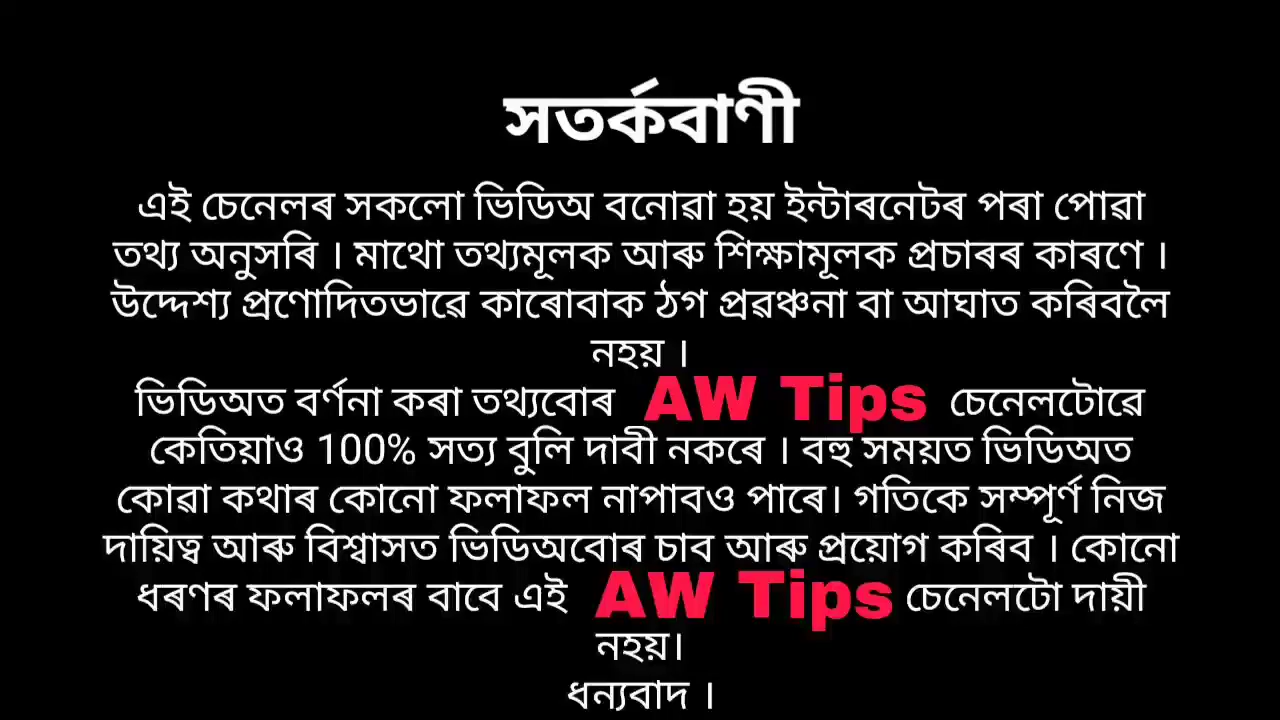 সতৰ্কবাণী
এই চেনেলৰ সকলো ভিডিঅ বনোৱা হয় ইন্টাৰনেটৰ পৰা পোৱা
তথ্য অনুসৰি । মাথো তথ্যমূলক আৰু শিক্ষামূলক প্ৰচাৰৰ কাৰণে ।
উদ্দেশ্য প্ৰণোদিতভাৱে কাৰোবাক ঠগ প্ৰৱঞ্চনা বা আঘাত কৰিবলৈ
নহয় ।
ভিডিঅত বৰ্ণনা কৰা তথ্যবোৰ AW Tips চেনেলটোৱে
কেতিয়াও 100% সত্য বুলি দাবী নকৰে । বহু সময়ত ভিডিঅত
কোৱা কথাৰ কোনো ফলাফল নাপাবও পাৰে। গতিকে সম্পূৰ্ণ নিজ
দায়িত্ব আৰু বিশ্বাসত ভিডিঅবোৰ চাব আৰু প্ৰয়োগ কৰিব । কোনো
ধৰণৰ ফলাফলৰ বাবে এই AW Tips চেনেলটো দায়ী
নহয়।
ধন্যবাদ ।